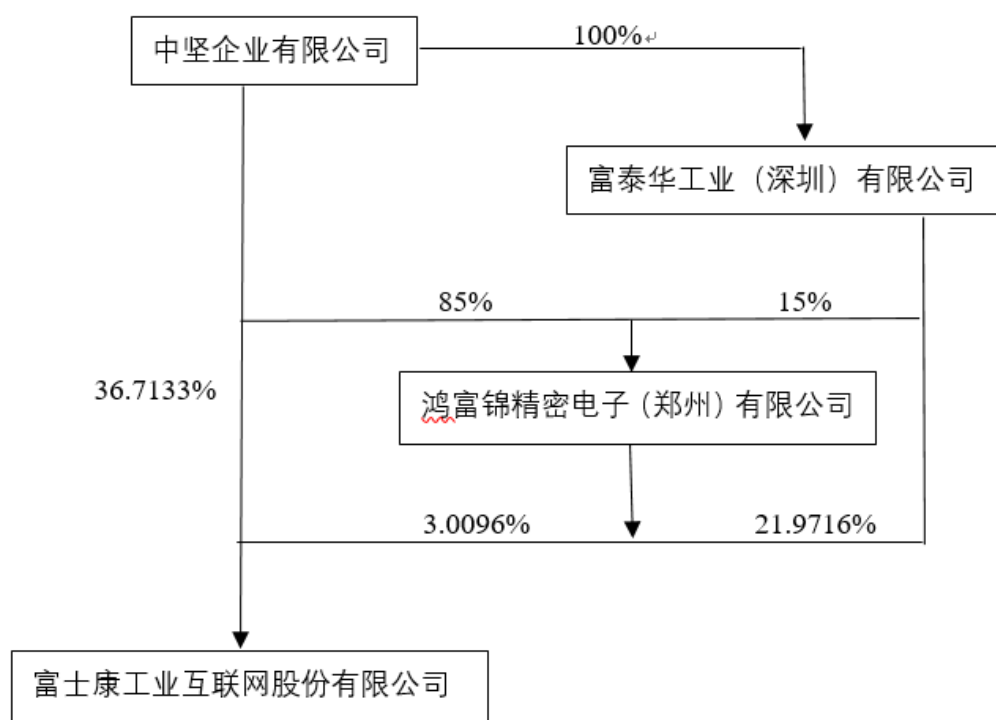 中坚企业有限公司
100%↵
富泰华工业（深圳）有限公司
85%
15%
36.7133%
鸿富锦精密电子（郑州）有限公司
3.0096%
21.9716%
富士康工业互联网股份有限公司